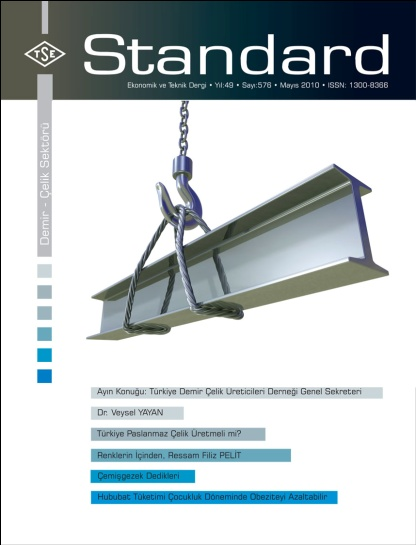 TSE
Standard
Ekonomik ve Teknik Dergi • Yıl:49 • Sayı:576 • Mayıs 2010 • ISSN: 1300-8366
Demir - Çelik Sektörü
Ayın Konuğu: Türkiye Demir Çelik Üreticileri Derneği Genel Sekreteri
Dr. Veysel YAYAN
Türkiye Paslanmaz Çelik Üretmeli mi?
Renklerin İçinden, Ressam Filiz PELİT
Çemişgezek Dedikleri
Hububat Tüketimi Çocukluk Döneminde Obeziteyi Azaltabilir